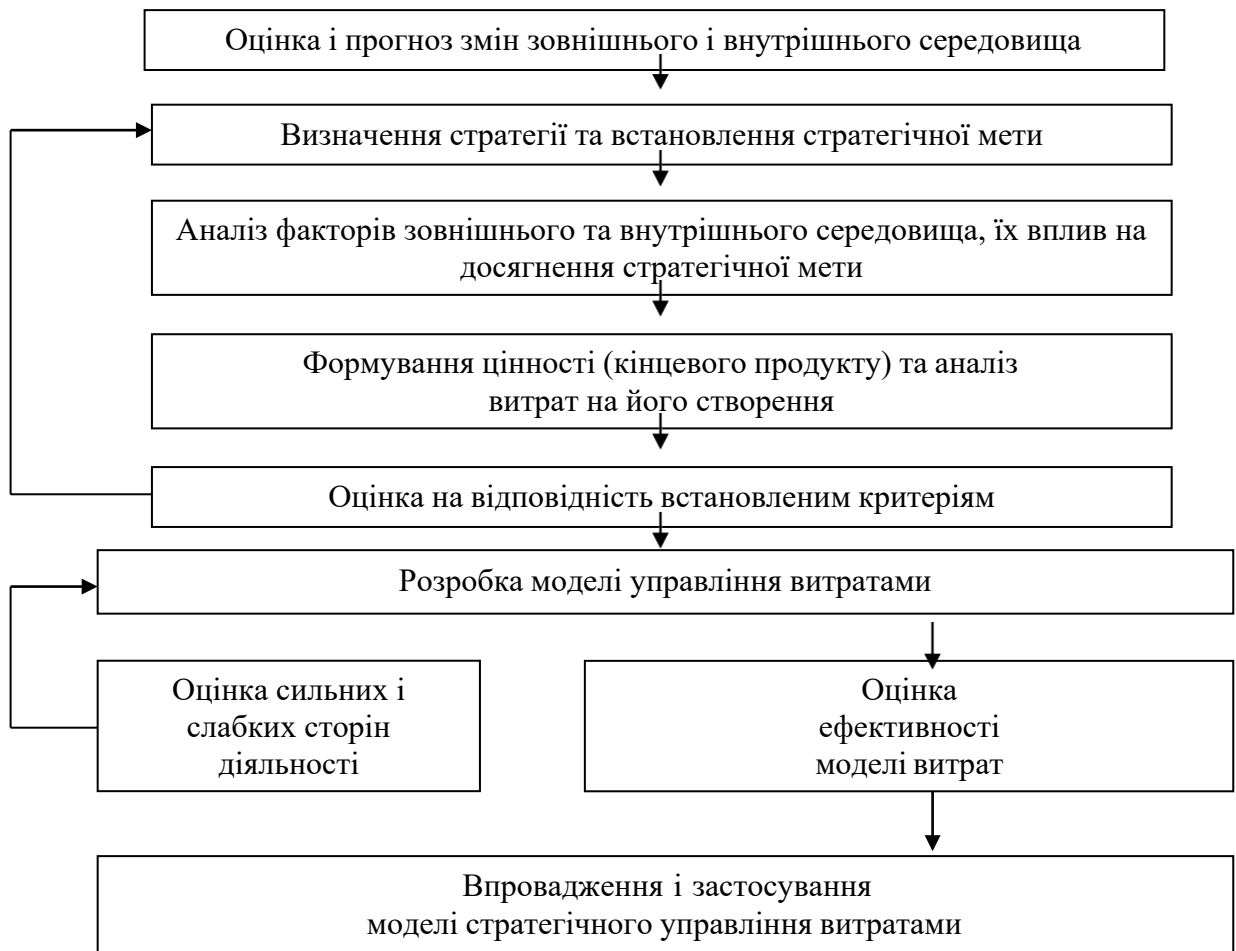 Оцінка і прогноз змін зовнішнього і внутрішнього середовища
Визначення стратегії та встановлення стратегічної мети
Аналіз факторів зовнішнього та внутрішнього середовища, їх вплив на
досягнення стратегічної мети
Формування цінності (кінцевого продукту) та аналіз
витрат на його створення
Оцінка на відповідність встановленим критеріям
Розробка моделі управління витратами
Оцінка сильних і
слабких сторін
діяльності
Оцінка
ефективності
моделі витрат
Впровадження і застосування
моделі стратегічного управління витратами